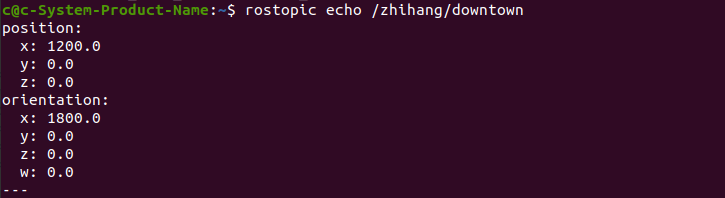 c@c-System-Product-Name:~$ rostopic echo /zhihang/downtown
position:
  x: 1200.0
  y: 0.0
  z: 0.0
orientation:
  x: 1800.0
  y: 0.0
  z: 0.0
  w: 0.0
---